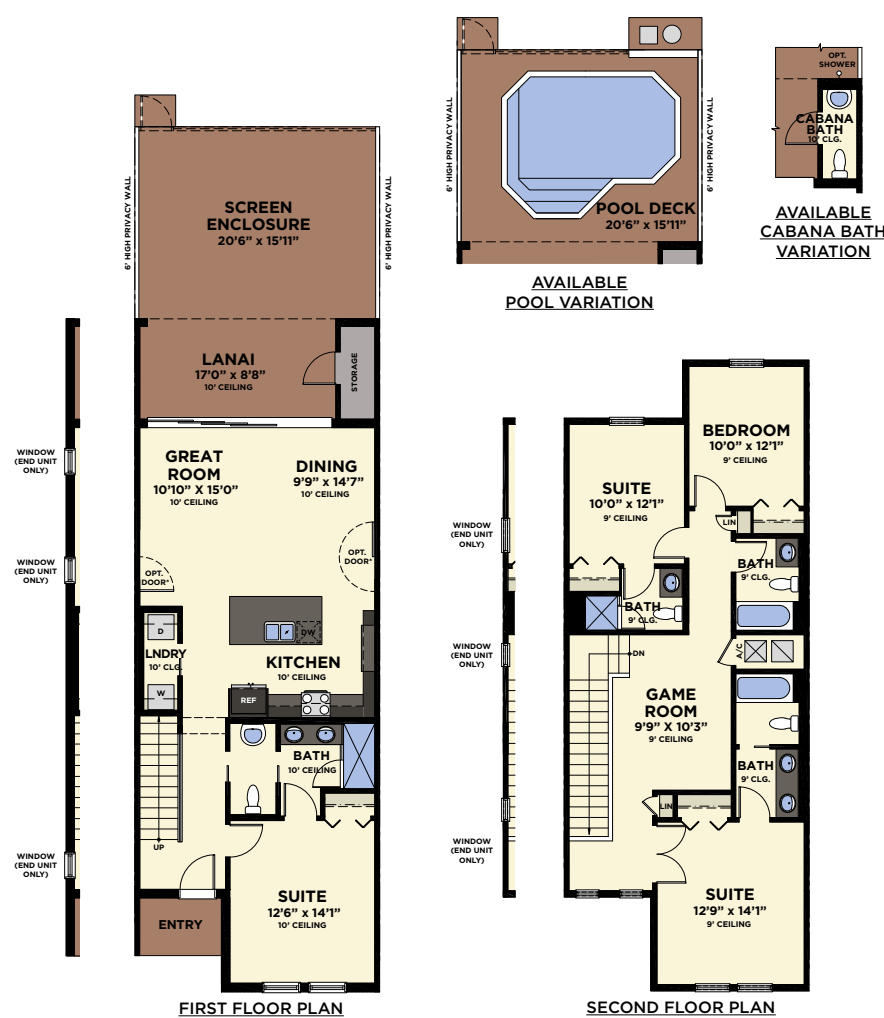 6' HIGH PRIVACY WALL
6' HIGH PRIVACY WALL
SCREEN
ENCLOSURE
20'6” x 15'11”
LANAI
17'0” x 8'8”
10' CEILING
STORAGE
WINDOW
(END UNIT
ONLY)
GREAT
ROOM
10'10” X 15'0”
10' CEILING
DINING
9'9” x 14'7”
10' CEILING
WINDOW
(END UNIT
ONLY)
OPT.
DOOR*
OPT.
DOOR*
D
LNDRY
10' CLG.
W
DW
KITCHEN
10' CEILING
REF
BATH
10' CEILING
UP
WINDOW
(END UNIT
ONLY)
SUITE
12'6” x 14'1”
10' CEILING
ENTRY
FIRST FLOOR PLAN
6' HIGH PRIVACY WALL
6' HIGH PRIVACY WALL
POOL DECK
20'6” x 15'11”
AVAILABLE
POOL VARIATION
OPT.
SHOWER
CABANA
BATH
10' CLG.
AVAILABLE
CABANA BATH
VARIATION
BEDROOM
10'0” x 12'1”
9' CEILING
SUITE
10'0” x 12'1”
9' CEILING
LIN
WINDOW
(END UNIT
ONLY)
BATH
9' CLG.
BATH
9' CLG.
WINDOW
(END UNIT
ONLY)
DN
A/C
GAME
ROOM
9'9” X 10'3”
9' CEILING
BATH
9' CLG.
LIN
WINDOW
(END UNIT
ONLY)
SUITE
12'9” x 14'1”
9' CEILING
SECOND FLOOR PLAN